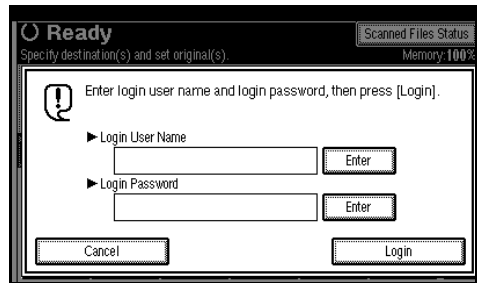 Ready
Scanned Files Status
Specify destination(s) and set original(s).
Memory:100%
Enter login user name and login password, then press [Login].
▶ Login User Name
Enter
▶ Login Password
Enter
Cancel
Login